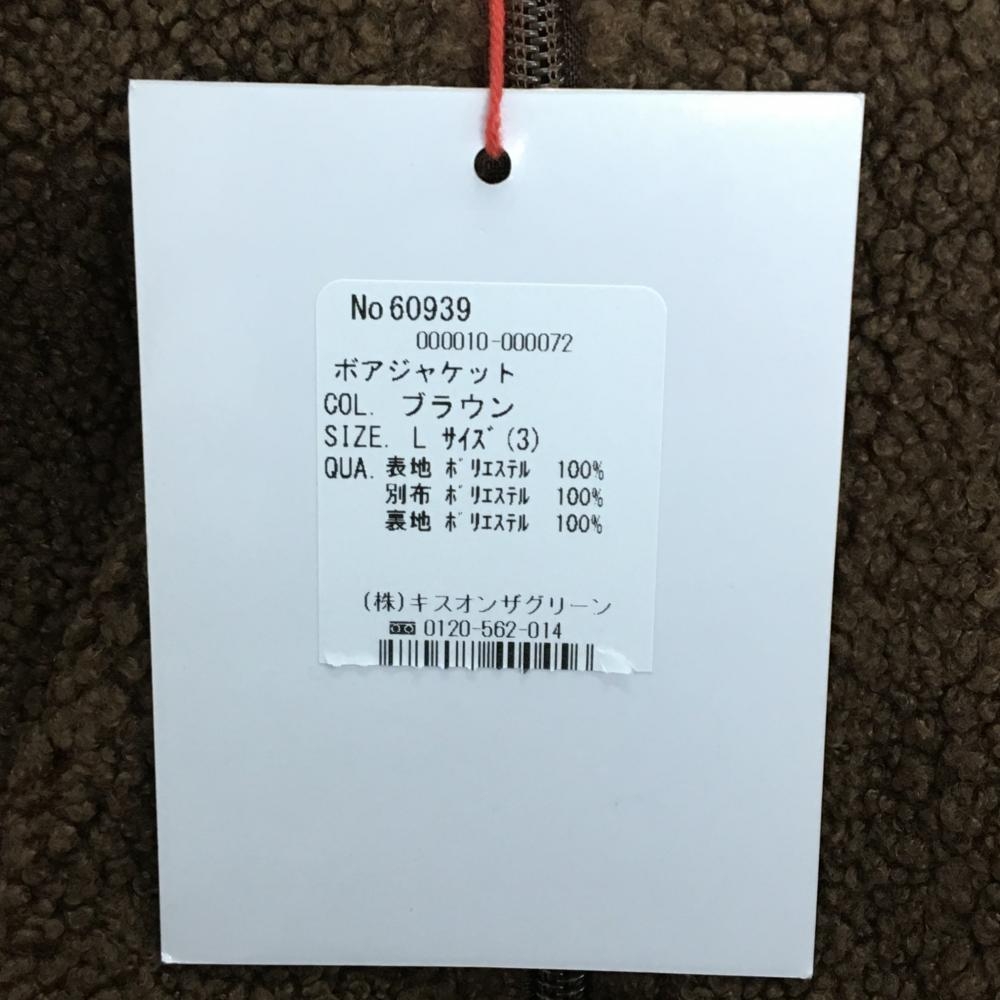 No 60939
000010-000072
ボアジャケット
COL. ブラウン
SIZE. L ｻｲｽﾞ (3)
QUA. 表地 ﾎﾟﾘｴｽﾃﾙ 100%
別布 ﾎﾟﾘｴｽﾃﾙ 100%
裏地 ﾎﾟﾘｴｽﾃﾙ 100%
(株)キスオンザグリーン
0120-562-014